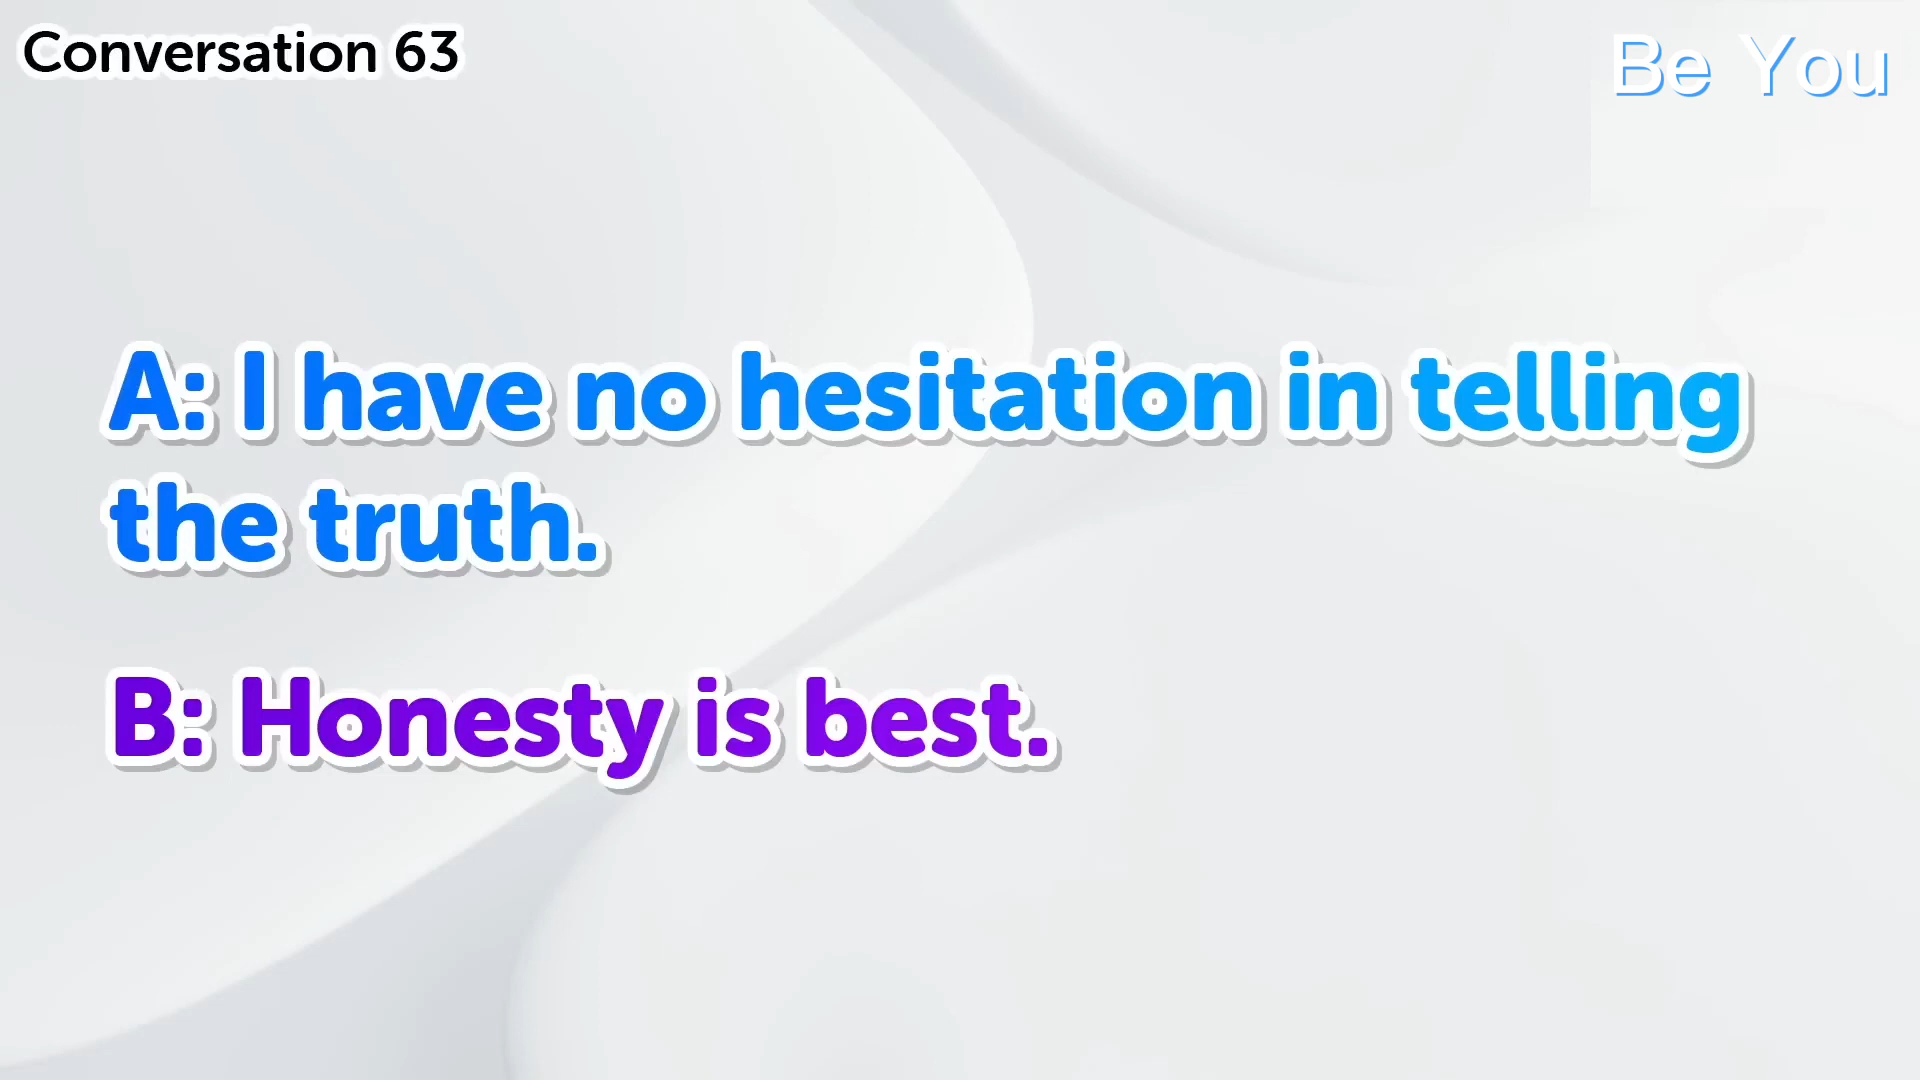 Conversation 63
Be You
A: I have no hesitation in telling
the truth.
B: Honesty is best.